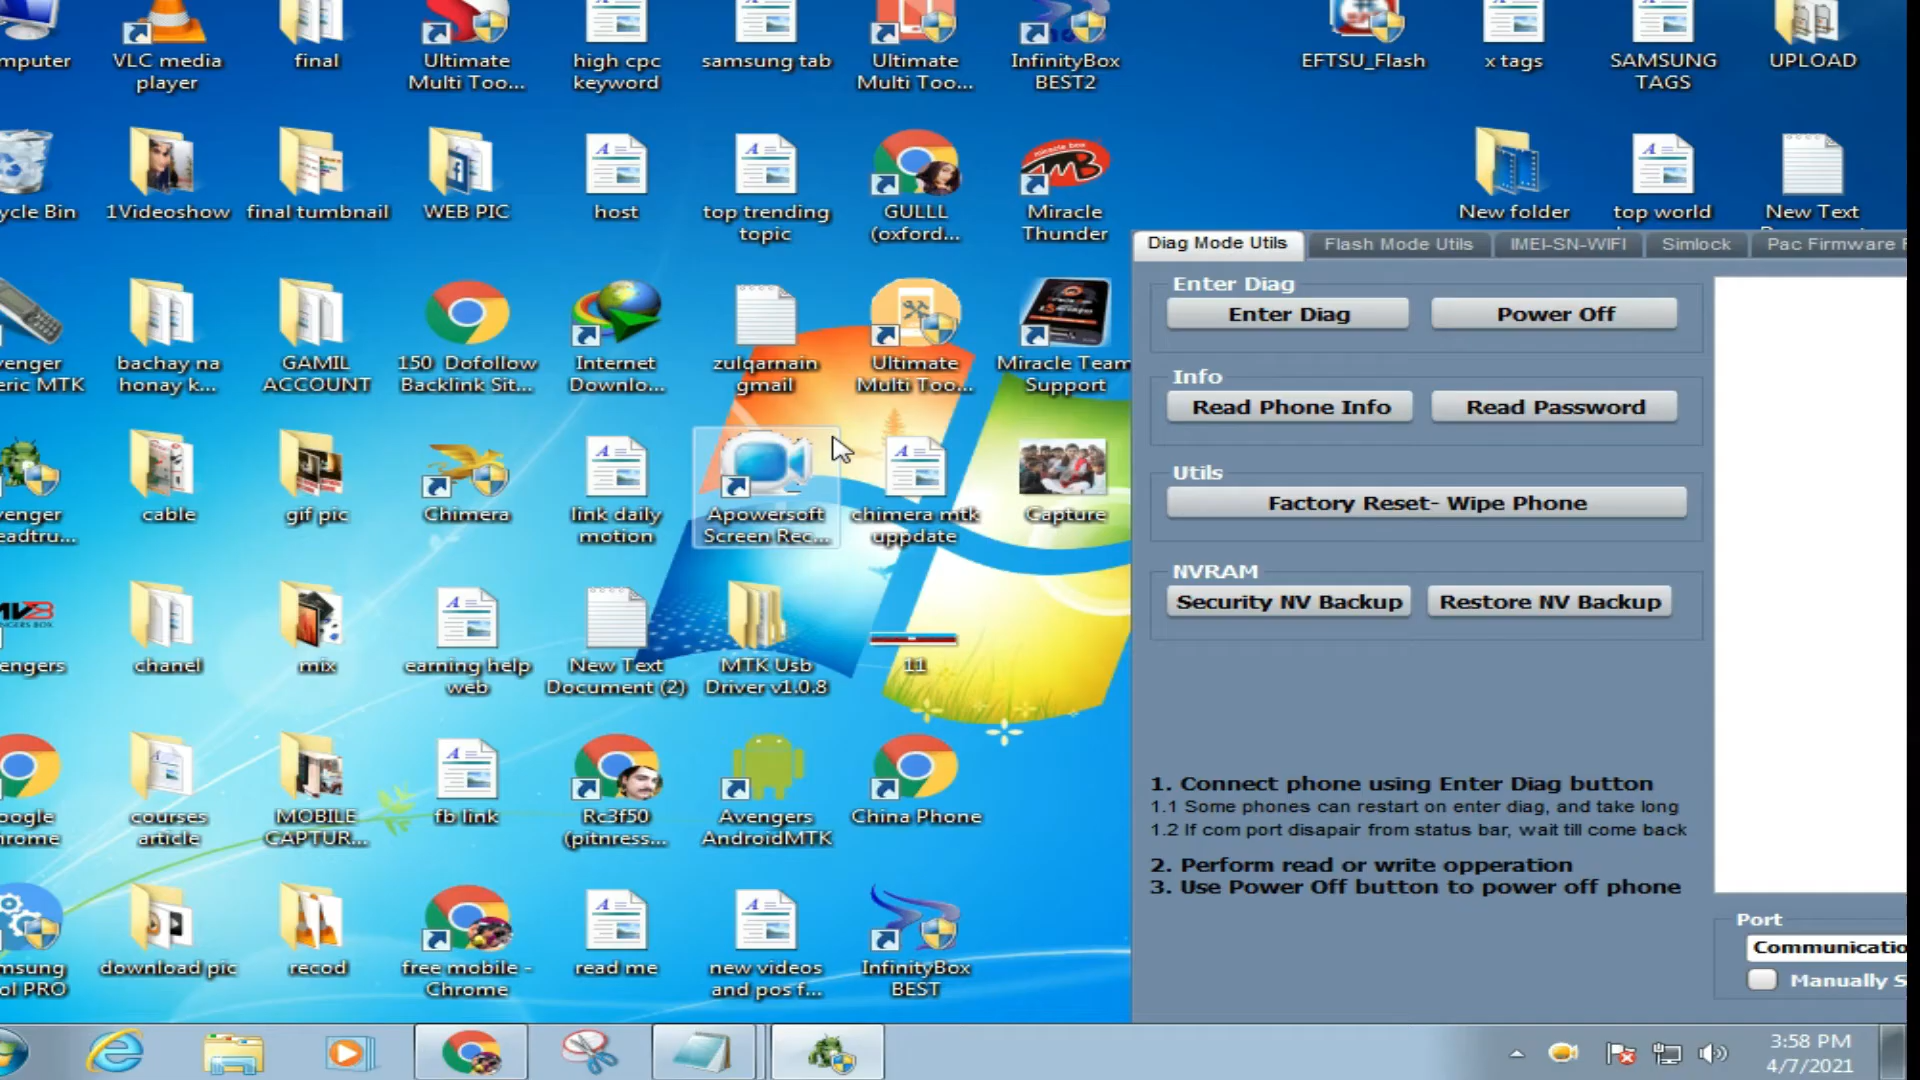 mputer
VLC media
player
final
Ultimate
Multi Too...
high cpc
keyword
samsung tab
Ultimate
Multi Too...
InfinityBox
BEST2
EFTSU_Flash
x tags
SAMSUNG
TAGS
UPLOAD
ycle Bin
1Videoshow
final tumbnail
WEB PIC
host
top trending
topic
GULLL
(oxford...
Miracle
Thunder
New folder
top world
New Text
venger
eric MTK
bachay na
honay k...
GAMIL
ACCOUNT
150 Dofollow
Backlink Sit...
Internet
Downlo...
zulqarnain
gmail
Ultimate
Multi Too...
Miracle Team
Support
venger
eadtru...
cable
gif pic
Chimera
link daily
motion
Apowersoft
Screen Rec...
chimera mtk
uppdate
Capture
engers
chanel
mix
earning help
web
New Text
Document (2)
MTK Usb
Driver v1.0.8
11
oogle
hrome
courses
article
MOBILE
CAPTUR...
fb link
Rc3f50
(pitnress...
Avengers
AndroidMTK
China Phone
msung
ol PRO
download pic
recod
free mobile -
Chrome
read me
new videos
and pos f...
InfinityBox
BEST
Diag Mode Utils
Flash Mode Utils
IMEI-SN-WIFI
Simlock
Pac Firmware
Enter Diag
Enter Diag
Power Off
Info
Read Phone Info
Read Password
Utils
Factory Reset- Wipe Phone
NVRAM
Security NV Backup
Restore NV Backup
1. Connect phone using Enter Diag button
1.1 Some phones can restart on enter diag, and take long
1.2 If com port disapair from status bar, wait till come back
2. Perform read or write opperation
3. Use Power Off button to power off phone
Port
Communicatio
Manually S
3:58 PM
4/7/2021